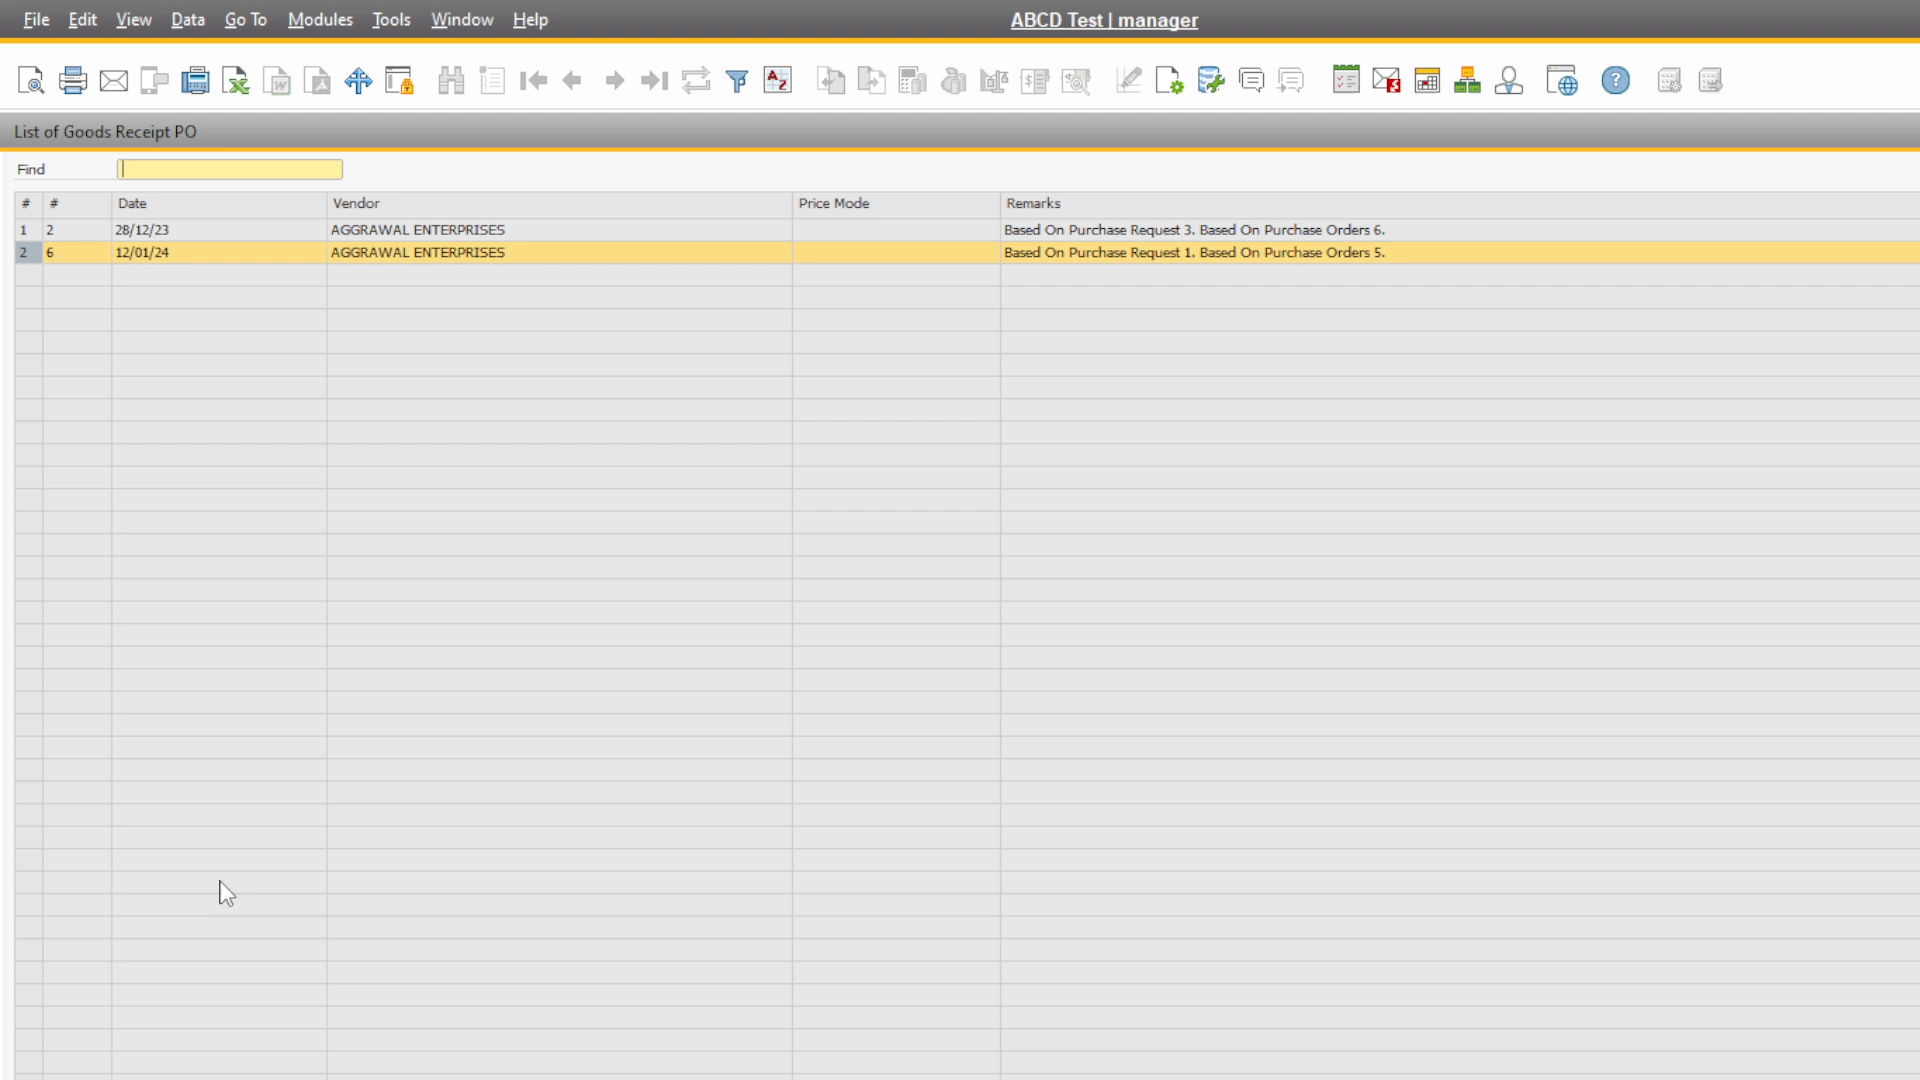 File Edit View Data Go To Modules Tools Window Help ABCD Test | manager
List of Goods Receipt PO
Find
# # Date Vendor Price Mode Remarks
1 2 28/12/23 AGGRAWAL ENTERPRISES Based On Purchase Request 3. Based On Purchase Orders 6.
2 6 12/01/24 AGGRAWAL ENTERPRISES Based On Purchase Request 1. Based On Purchase Orders 5.